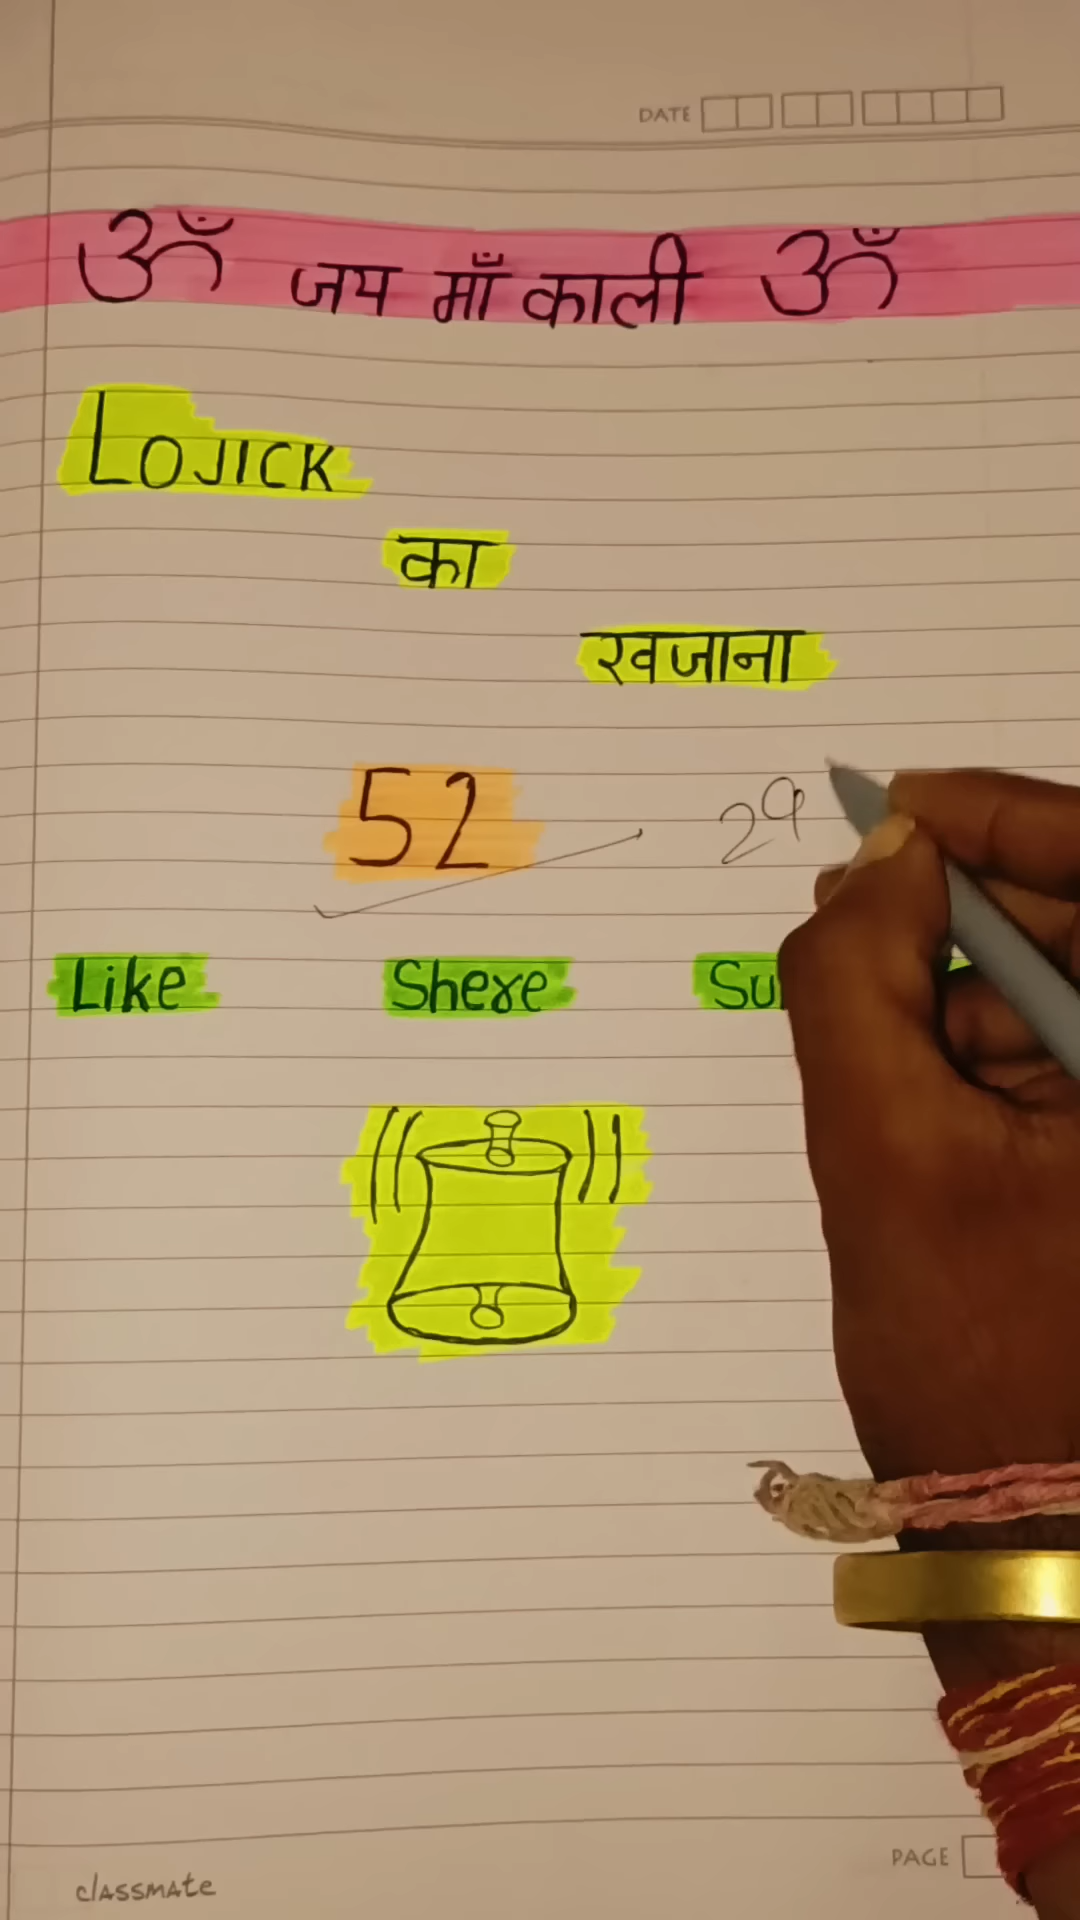 DATE
ॐ जय माँ काली ॐ
LOJICK
का
खजाना
52 29
Like Shere Su
PAGE
classmate